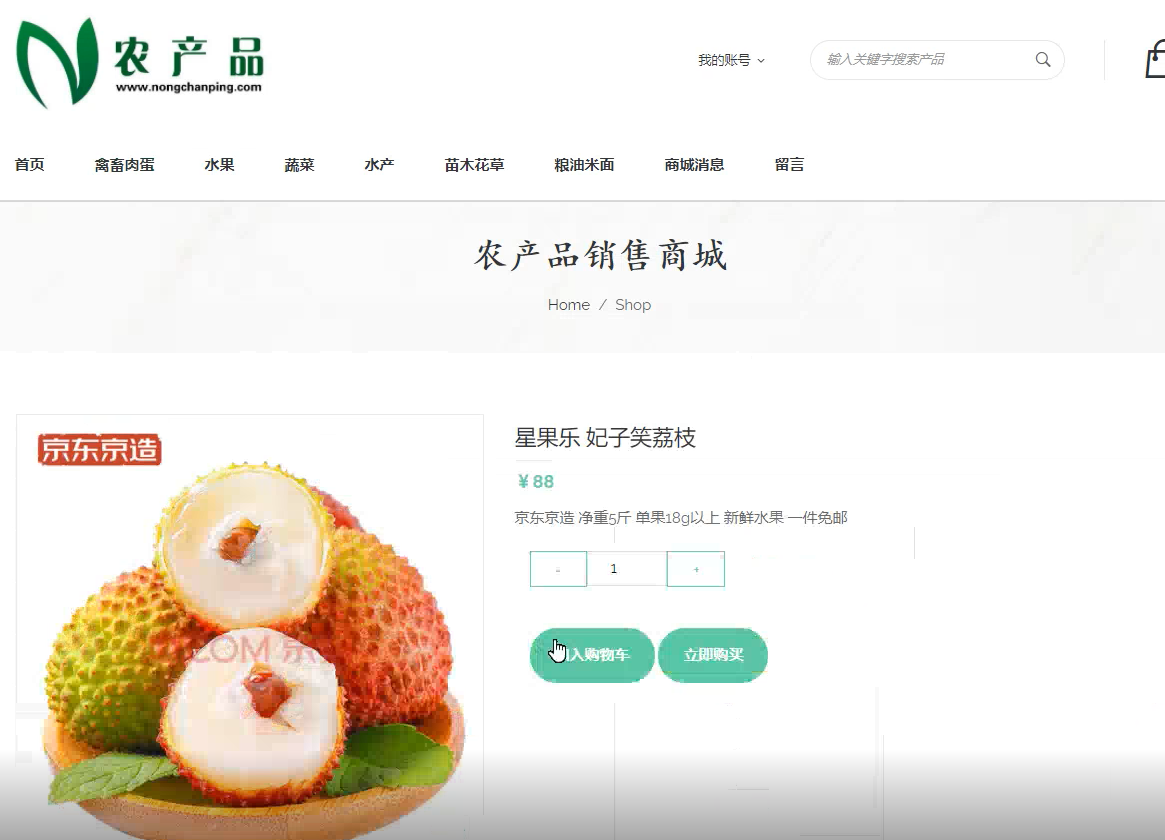 农产品
www.nongchanping.com
我的账号
输入关键字搜索产品
首页 禽畜肉蛋 水果 蔬菜 水产 苗木花草 粮油米面 商城消息 留言
农产品销售商城
Home / Shop
京东京造
星果乐 妃子笑荔枝
¥ 88
京东京造 净重5斤 单果18g以上 新鲜水果 一件免邮
- 1 +
入购物车 立即购买
.COM 京